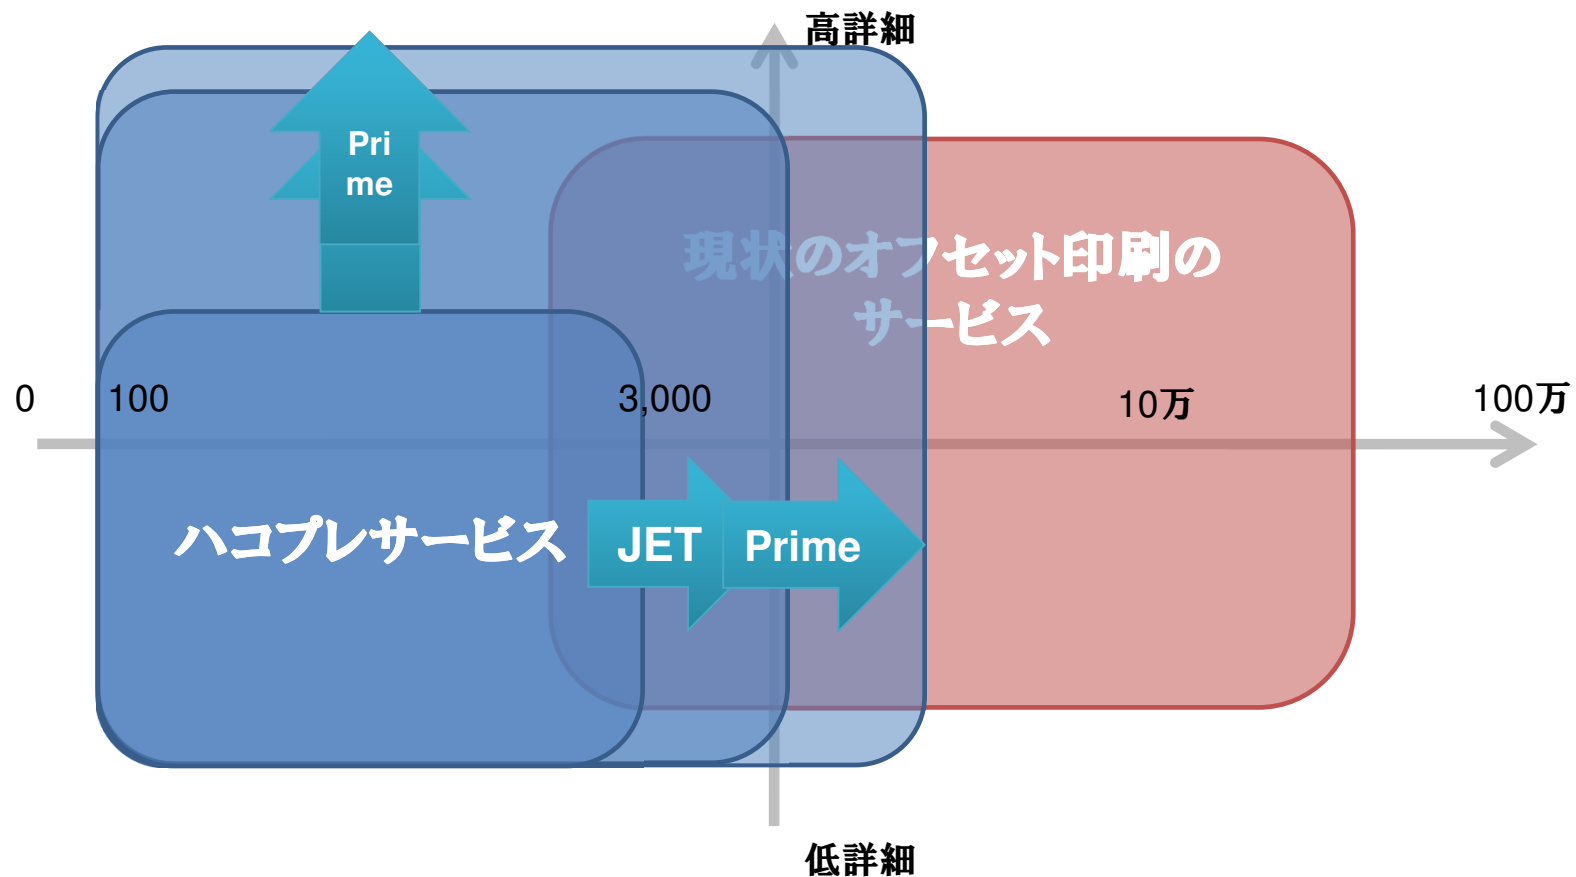 高詳細
Pri
me
現状のオフセット印刷の
サービス
0
100
3,000
10万
100万
ハコプレサービス
JET
Prime
低詳細